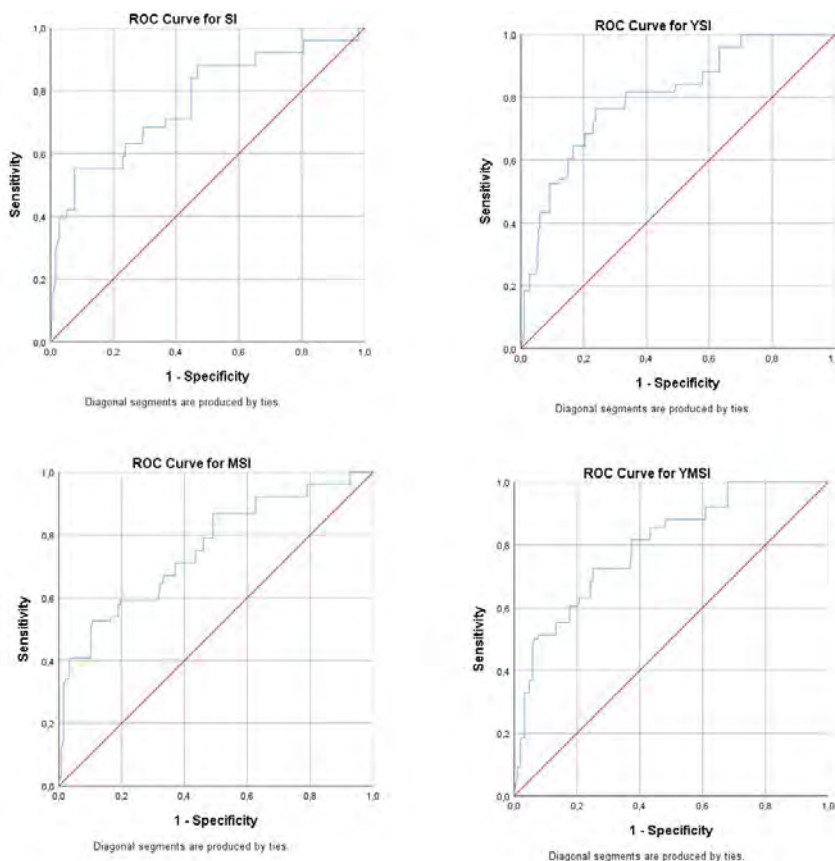 ROC Curve for SI
1,0
0,8
0,6
0,4
0,2
0,0
Sensitivity
0,0 0,2 0,4 0,6 0,8 1,0
1 - Specificity
Diagonal segments are produced by ties.
ROC Curve for YSI
1,0
0,8
0,6
0,4
0,2
0,0
Sensitivity
0,0 0,2 0,4 0,6 0,8 1,0
1 - Specificity
Diagonal segments are produced by ties.
ROC Curve for MSI
1,0
0,8
0,6
0,4
0,2
0,0
Sensitivity
0,0 0,2 0,4 0,6 0,8 1,0
1 - Specificity
Diagonal segments are produced by ties.
ROC Curve for YMSI
1,0
0,8
0,6
0,4
0,2
0,0
Sensitivity
0,0 0,2 0,4 0,6 0,8 1,0
1 - Specificity
Diagonal segments are produced by ties.